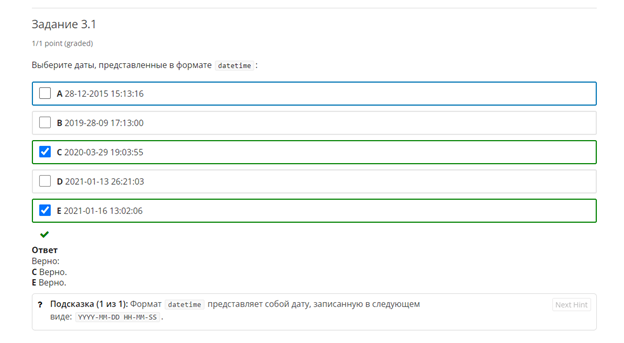 Задание 3.1
1/1 point (graded)
Выберите даты, представленные в формате datetime :
A 28-12-2015 15:13:16
B 2019-28-09 17:13:00
C 2020-03-29 19:03:55
D 2021-01-13 26:21:03
E 2021-01-16 13:02:06
Ответ
Верно:
C Верно.
E Верно.
? Подсказка (1 из 1): Формат datetime представляет собой дату, записанную в следующем
виде: YYYY-MM-DD HH-MM-SS .
Next Hint